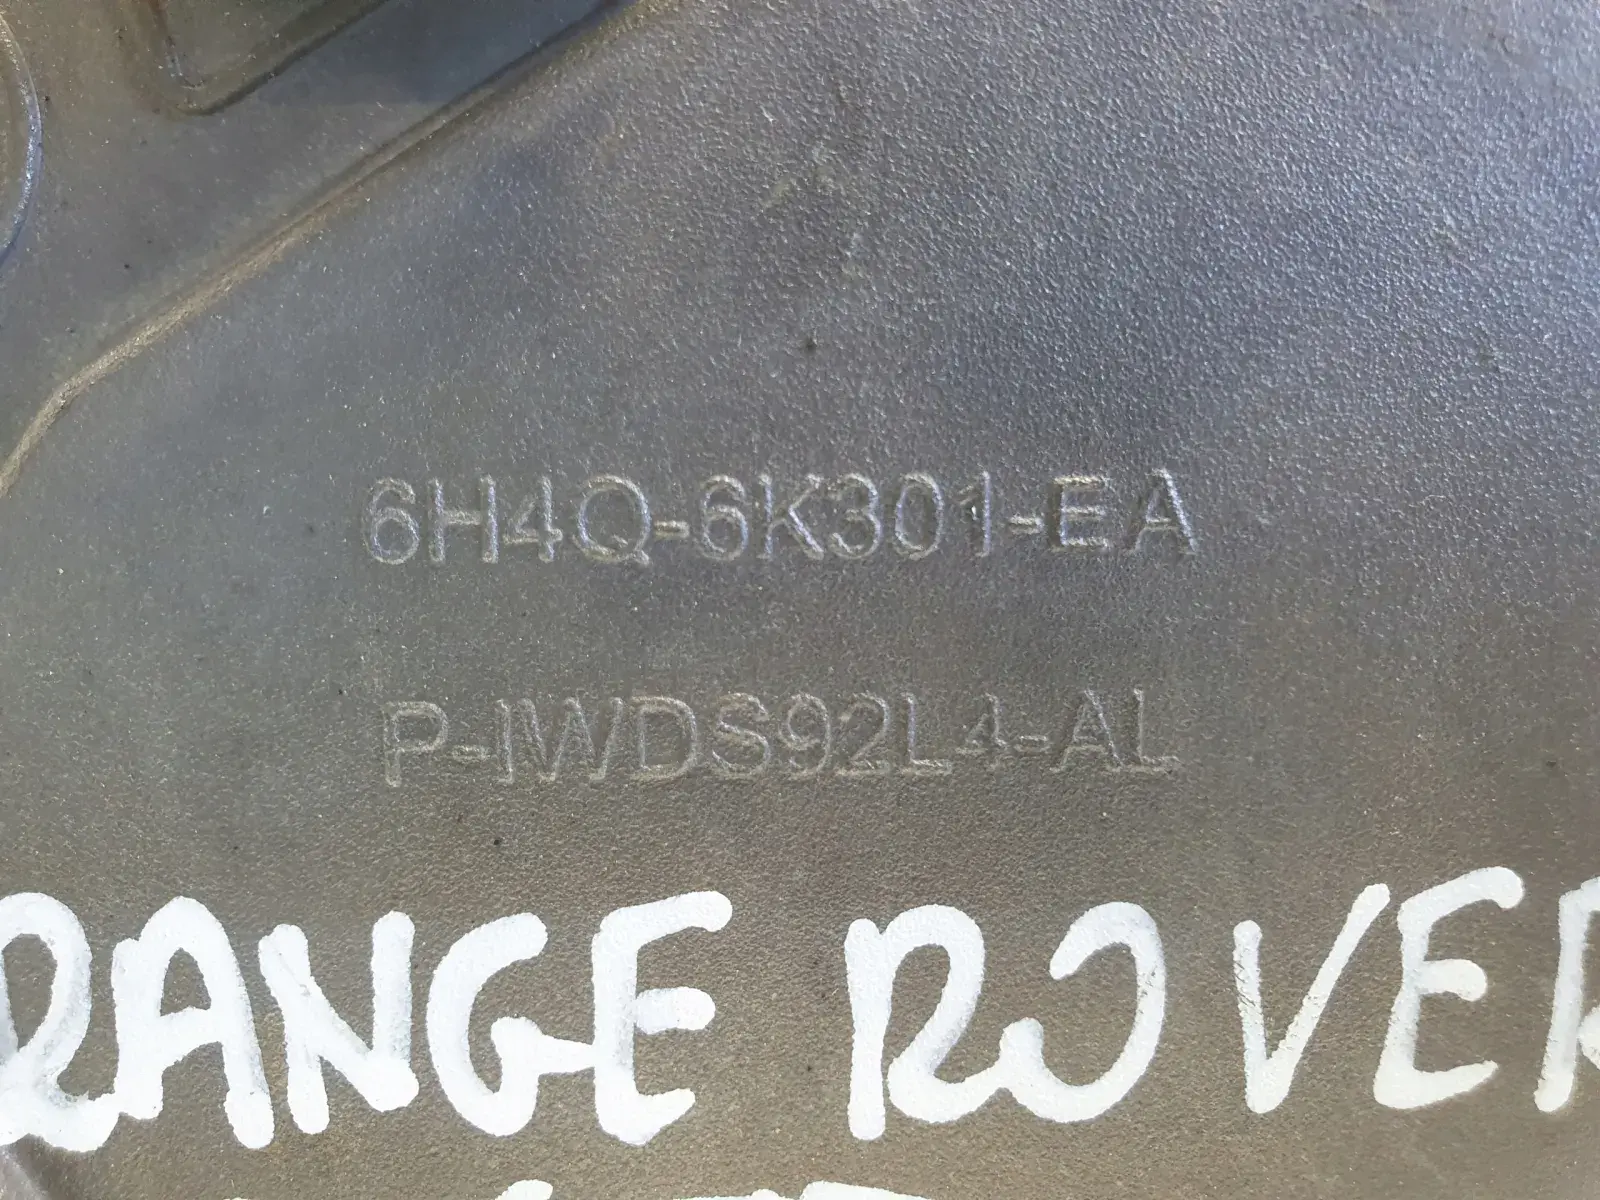 6H4Q-6K301-EA
P-IWDS92L4-AL
RANGE ROVER